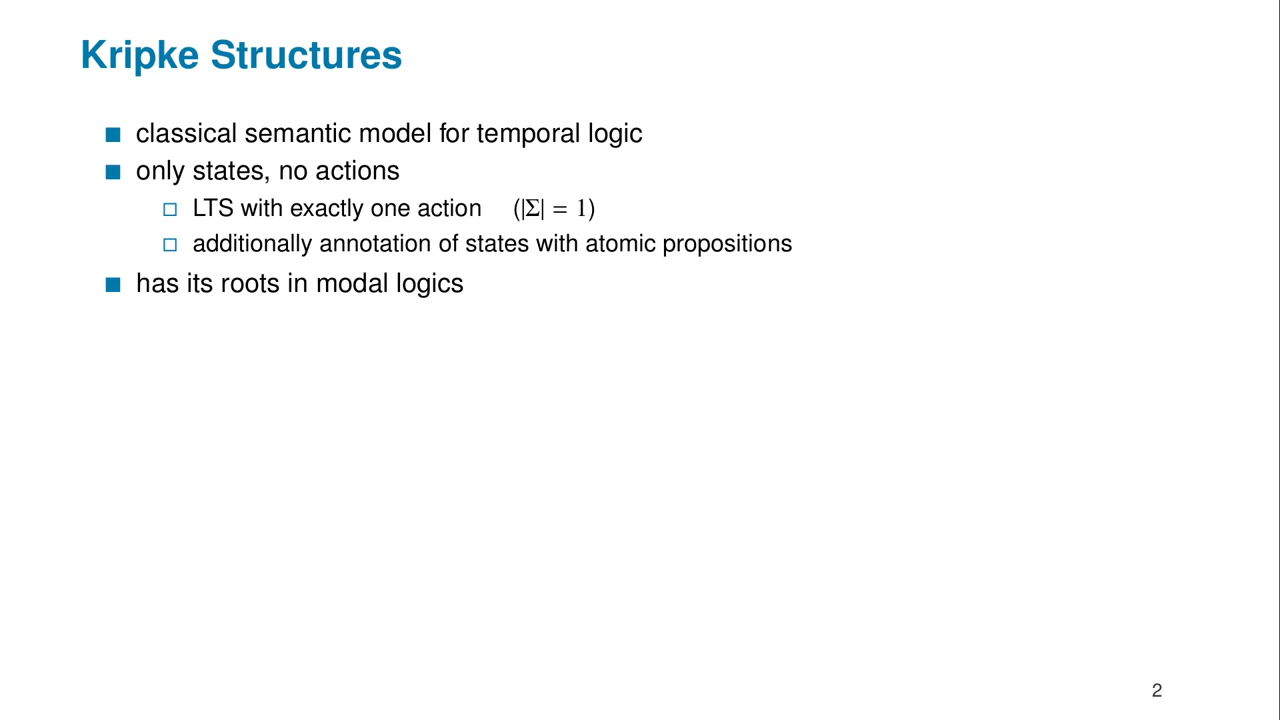 Kripke Structures
classical semantic model for temporal logic
only states, no actions
LTS with exactly one action (|Σ| = 1)
additionally annotation of states with atomic propositions
has its roots in modal logics
2